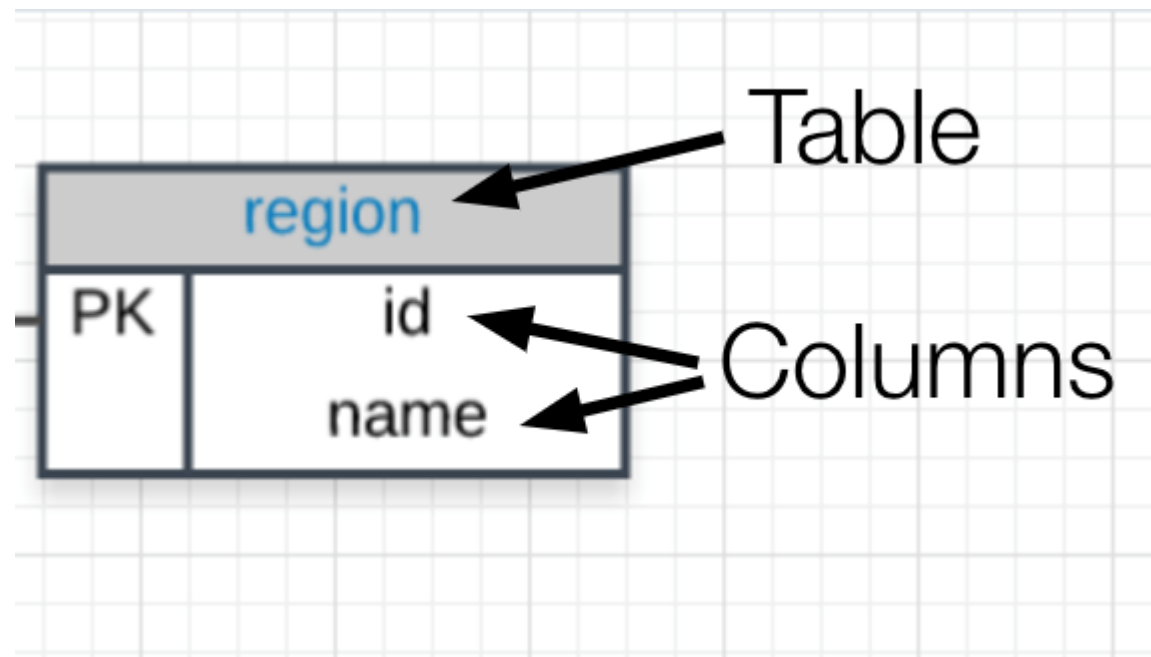 Table
region
PK id
Columns
name